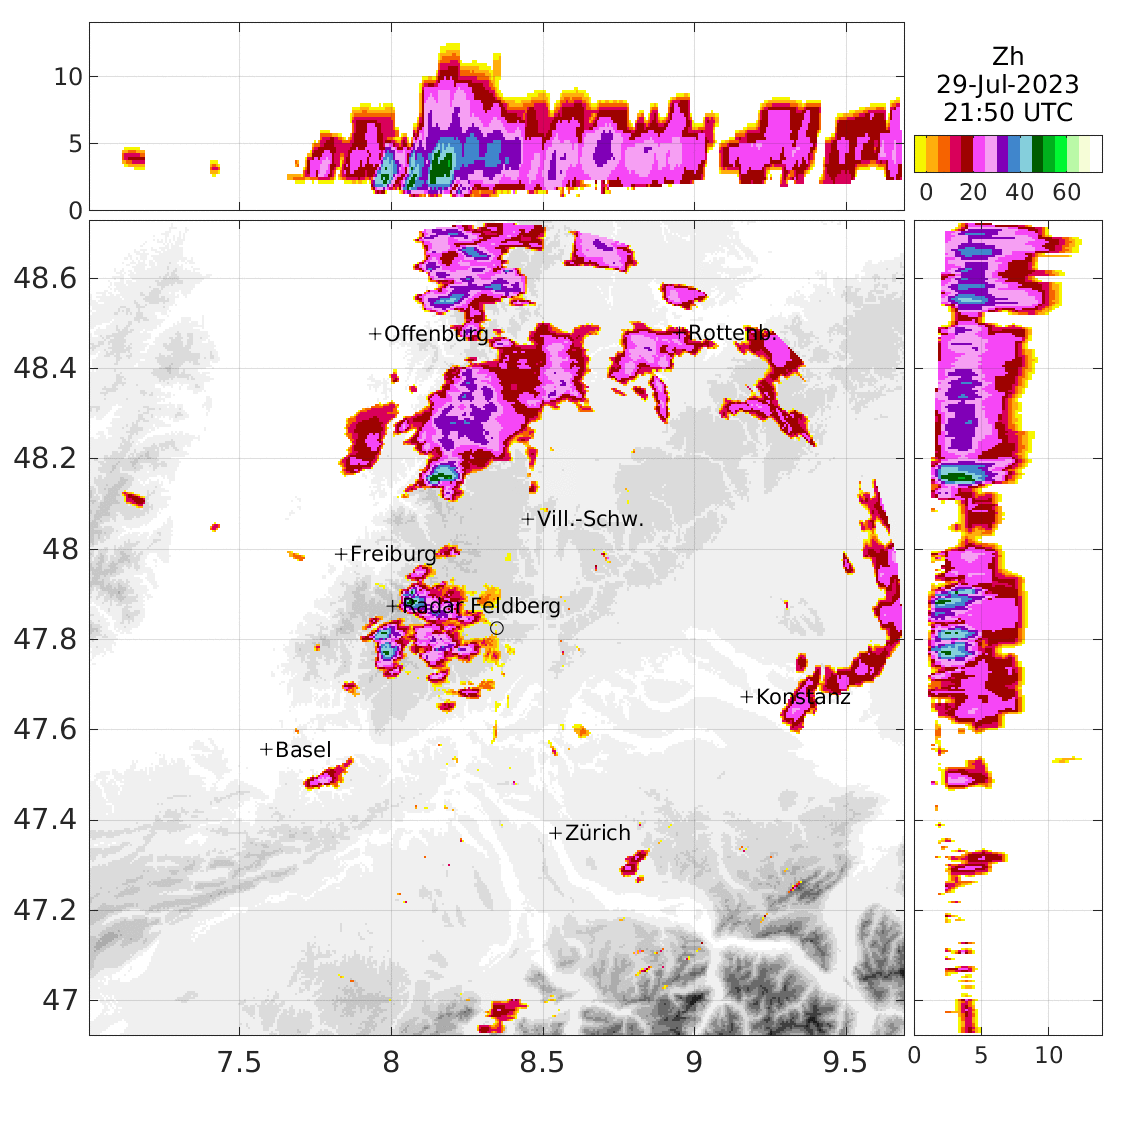 10
5
0
Zh
29-Jul-2023
21:50 UTC
0 20 40 60
48.6
48.4
48.2
48
47.8
47.6
47.4
47.2
47
+Offenburg
+Rottenb.
+Vill.-Schw.
+Freiburg
+Radar Feldberg
+Konstanz
+Basel
+Zürich
7.5 8 8.5 9 9.5
0 5 10